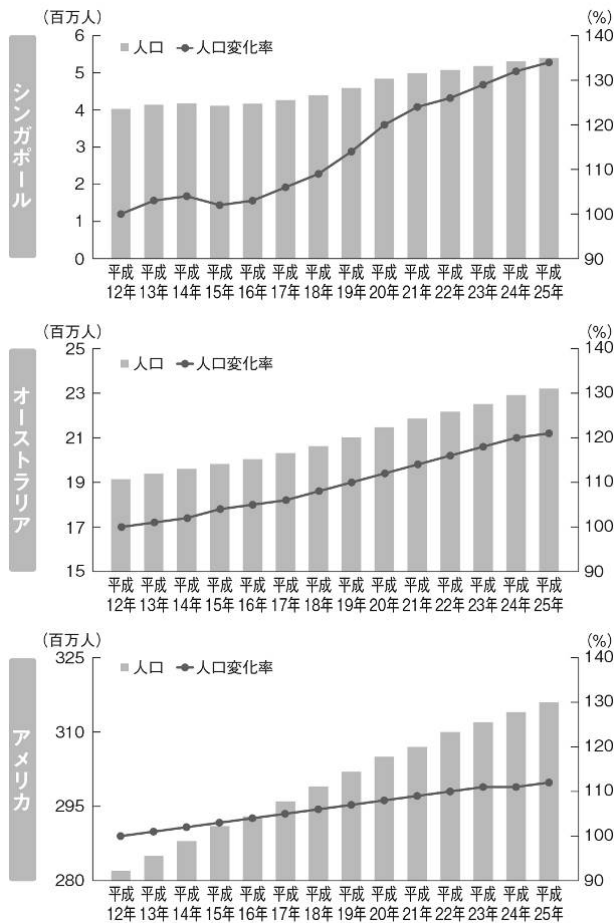 シンガポール
(百万人) (%)
■人口 ●人口変化率
6 140
5 130
4 120
3
2 110
1 100
0 90
平成 平成 平成 平成 平成 平成 平成 平成 平成 平成 平成 平成 平成 平成
12年 13年 14年 15年 16年 17年 18年 19年 20年 21年 22年 23年 24年 25年
オーストラリア
(百万人) (%)
■人口 ●人口変化率
25 140
23 130
21 120
19 110
17 100
15 90
平成 平成 平成 平成 平成 平成 平成 平成 平成 平成 平成 平成 平成 平成
12年 13年 14年 15年 16年 17年 18年 19年 20年 21年 22年 23年 24年 25年
アメリカ
(百万人) (%)
■人口 ●人口変化率
325 140
130
310 120
295 110
100
280 90
平成 平成 平成 平成 平成 平成 平成 平成 平成 平成 平成 平成 平成 平成
12年 13年 14年 15年 16年 17年 18年 19年 20年 21年 22年 23年 24年 25年